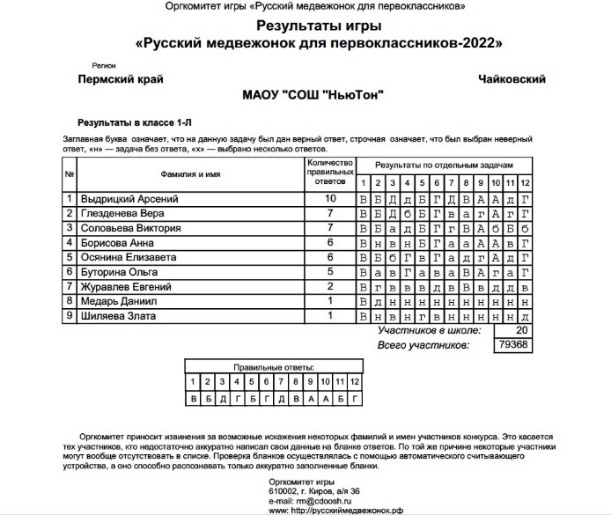 Оргкомитет игры «Русский медвежонок для первоклассников»
Результаты игры
«Русский медвежонок для первоклассников-2022»
Регион
Пермский край Чайковский
МАОУ "СОШ "НьюТон"
Результаты в классе 1-Л
Заглавная буква означает, что на данную задачу был дан верный ответ, строчная означает, что был выбран неверный
ответ, «н» — задача без ответа, «х» — выбрано несколько ответов.
№ Фамилия и имя Количество правильных ответов Результаты по отдельным задачам
1 2 3 4 5 6 7 8 9 10 11 12
1 Выдрицкий Арсений 10 В Б Д д Б Г Д В А А д Г
2 Глезденева Вера 7 В Б Д б Б Г в а г А г Г
3 Соловьева Виктория 7 В Б а д Б Г г В А б Б б
4 Борисова Анна 6 В н в н Б Г а а А А в Г
5 Осянина Елизавета 6 В Б б Г в Г а д г А д Г
6 Буторина Ольга 5 В а в Г а в а В А г а Г
7 Журавлев Евгений 2 В г в в в д в В в д д в
8 Медарь Даниил 1 В д н н н н н н н н н н
9 Шиляева Злата 1 В н в н г в н н н н н д
Участников в школе: 20
Всего участников: 79368
Правильные ответы:
1 2 3 4 5 6 7 8 9 10 11 12
В Б Д Г Б Г Д В А А Б Г
Оргкомитет приносит извинения за возможные искажения некоторых фамилий и имен участников конкурса. Это касается
тех участников, кто недостаточно аккуратно написал свои данные на бланке ответов. По той же причине некоторые участники
могут вообще отсутствовать в списке. Проверка бланков осуществлялась с помощью автоматического считывающего
устройства, а оно способно распознавать только аккуратно заполненные бланки.
Оргкомитет игры
610002, г. Киров, а/я 36
e-mail: rm@cdoosh.ru
www: http://русскиймедвежонок.рф